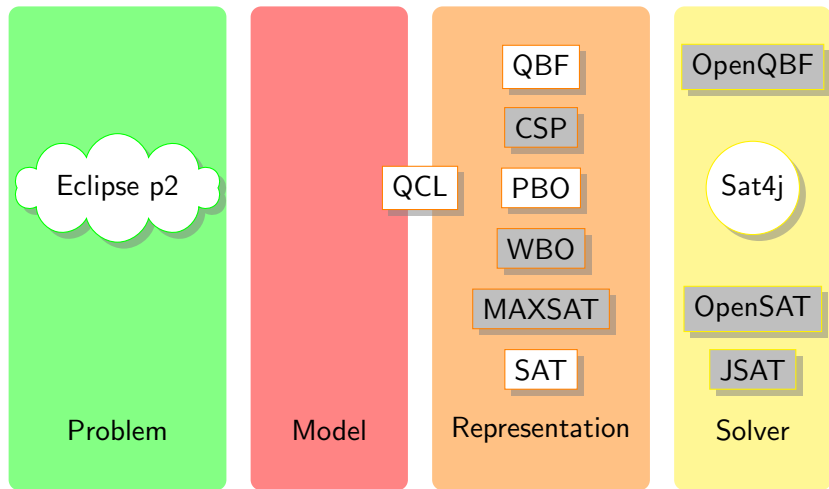 Eclipse p2
Problem
QCL
Model
QBF
CSP
PBO
WBO
MAXSAT
SAT
Representation
OpenQBF
Sat4j
OpenSAT
JSAT
Solver